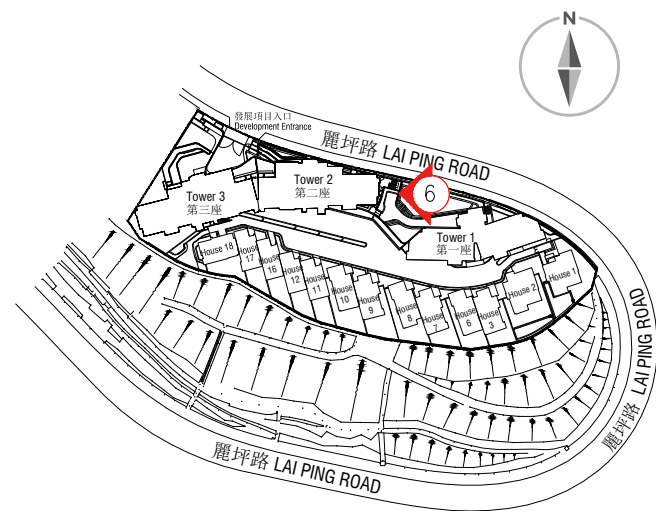 N
發展項目入口
Development Entrance
麗坪路 LAI PING ROAD
Tower 2
第二座
6
Tower 3
第三座
Tower 1
第一座
House 18
House
17
House
16
House
12
House
11
House
10
House
9
House
8
House
7
House
6
House
3
House 2
House 1
麗坪路 LAI PING ROAD
麗坪路 LAI PING ROAD